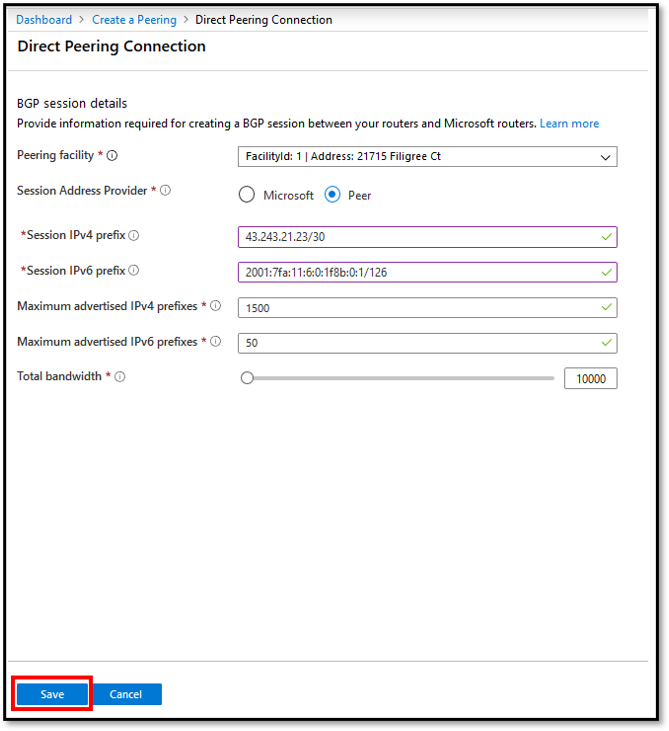 Dashboard > Create a Peering > Direct Peering Connection
Direct Peering Connection
BGP session details
Provide information required for creating a BGP session between your routers and Microsoft routers. Learn more
Peering facility * FacilityId: 1 | Address: 21715 Filigree Ct
Session Address Provider * Microsoft Peer
*Session IPv4 prefix 43.243.21.23/30
*Session IPv6 prefix 2001:7fa:11:6:0:1f8b:0:1/126
Maximum advertised IPv4 prefixes * 1500
Maximum advertised IPv6 prefixes * 50
Total bandwidth * 10000
Save Cancel